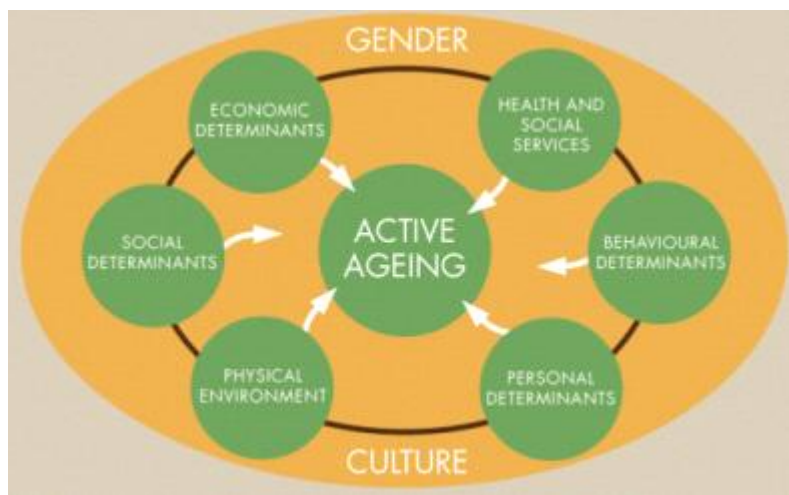 GENDER
ECONOMIC
DETERMINANTS
HEALTH AND
SOCIAL
SERVICES
SOCIAL
DETERMINANTS
ACTIVE
AGEING
BEHAVIOURAL
DETERMINANTS
PHYSICAL
ENVIRONMENT
PERSONAL
DETERMINANTS
CULTURE